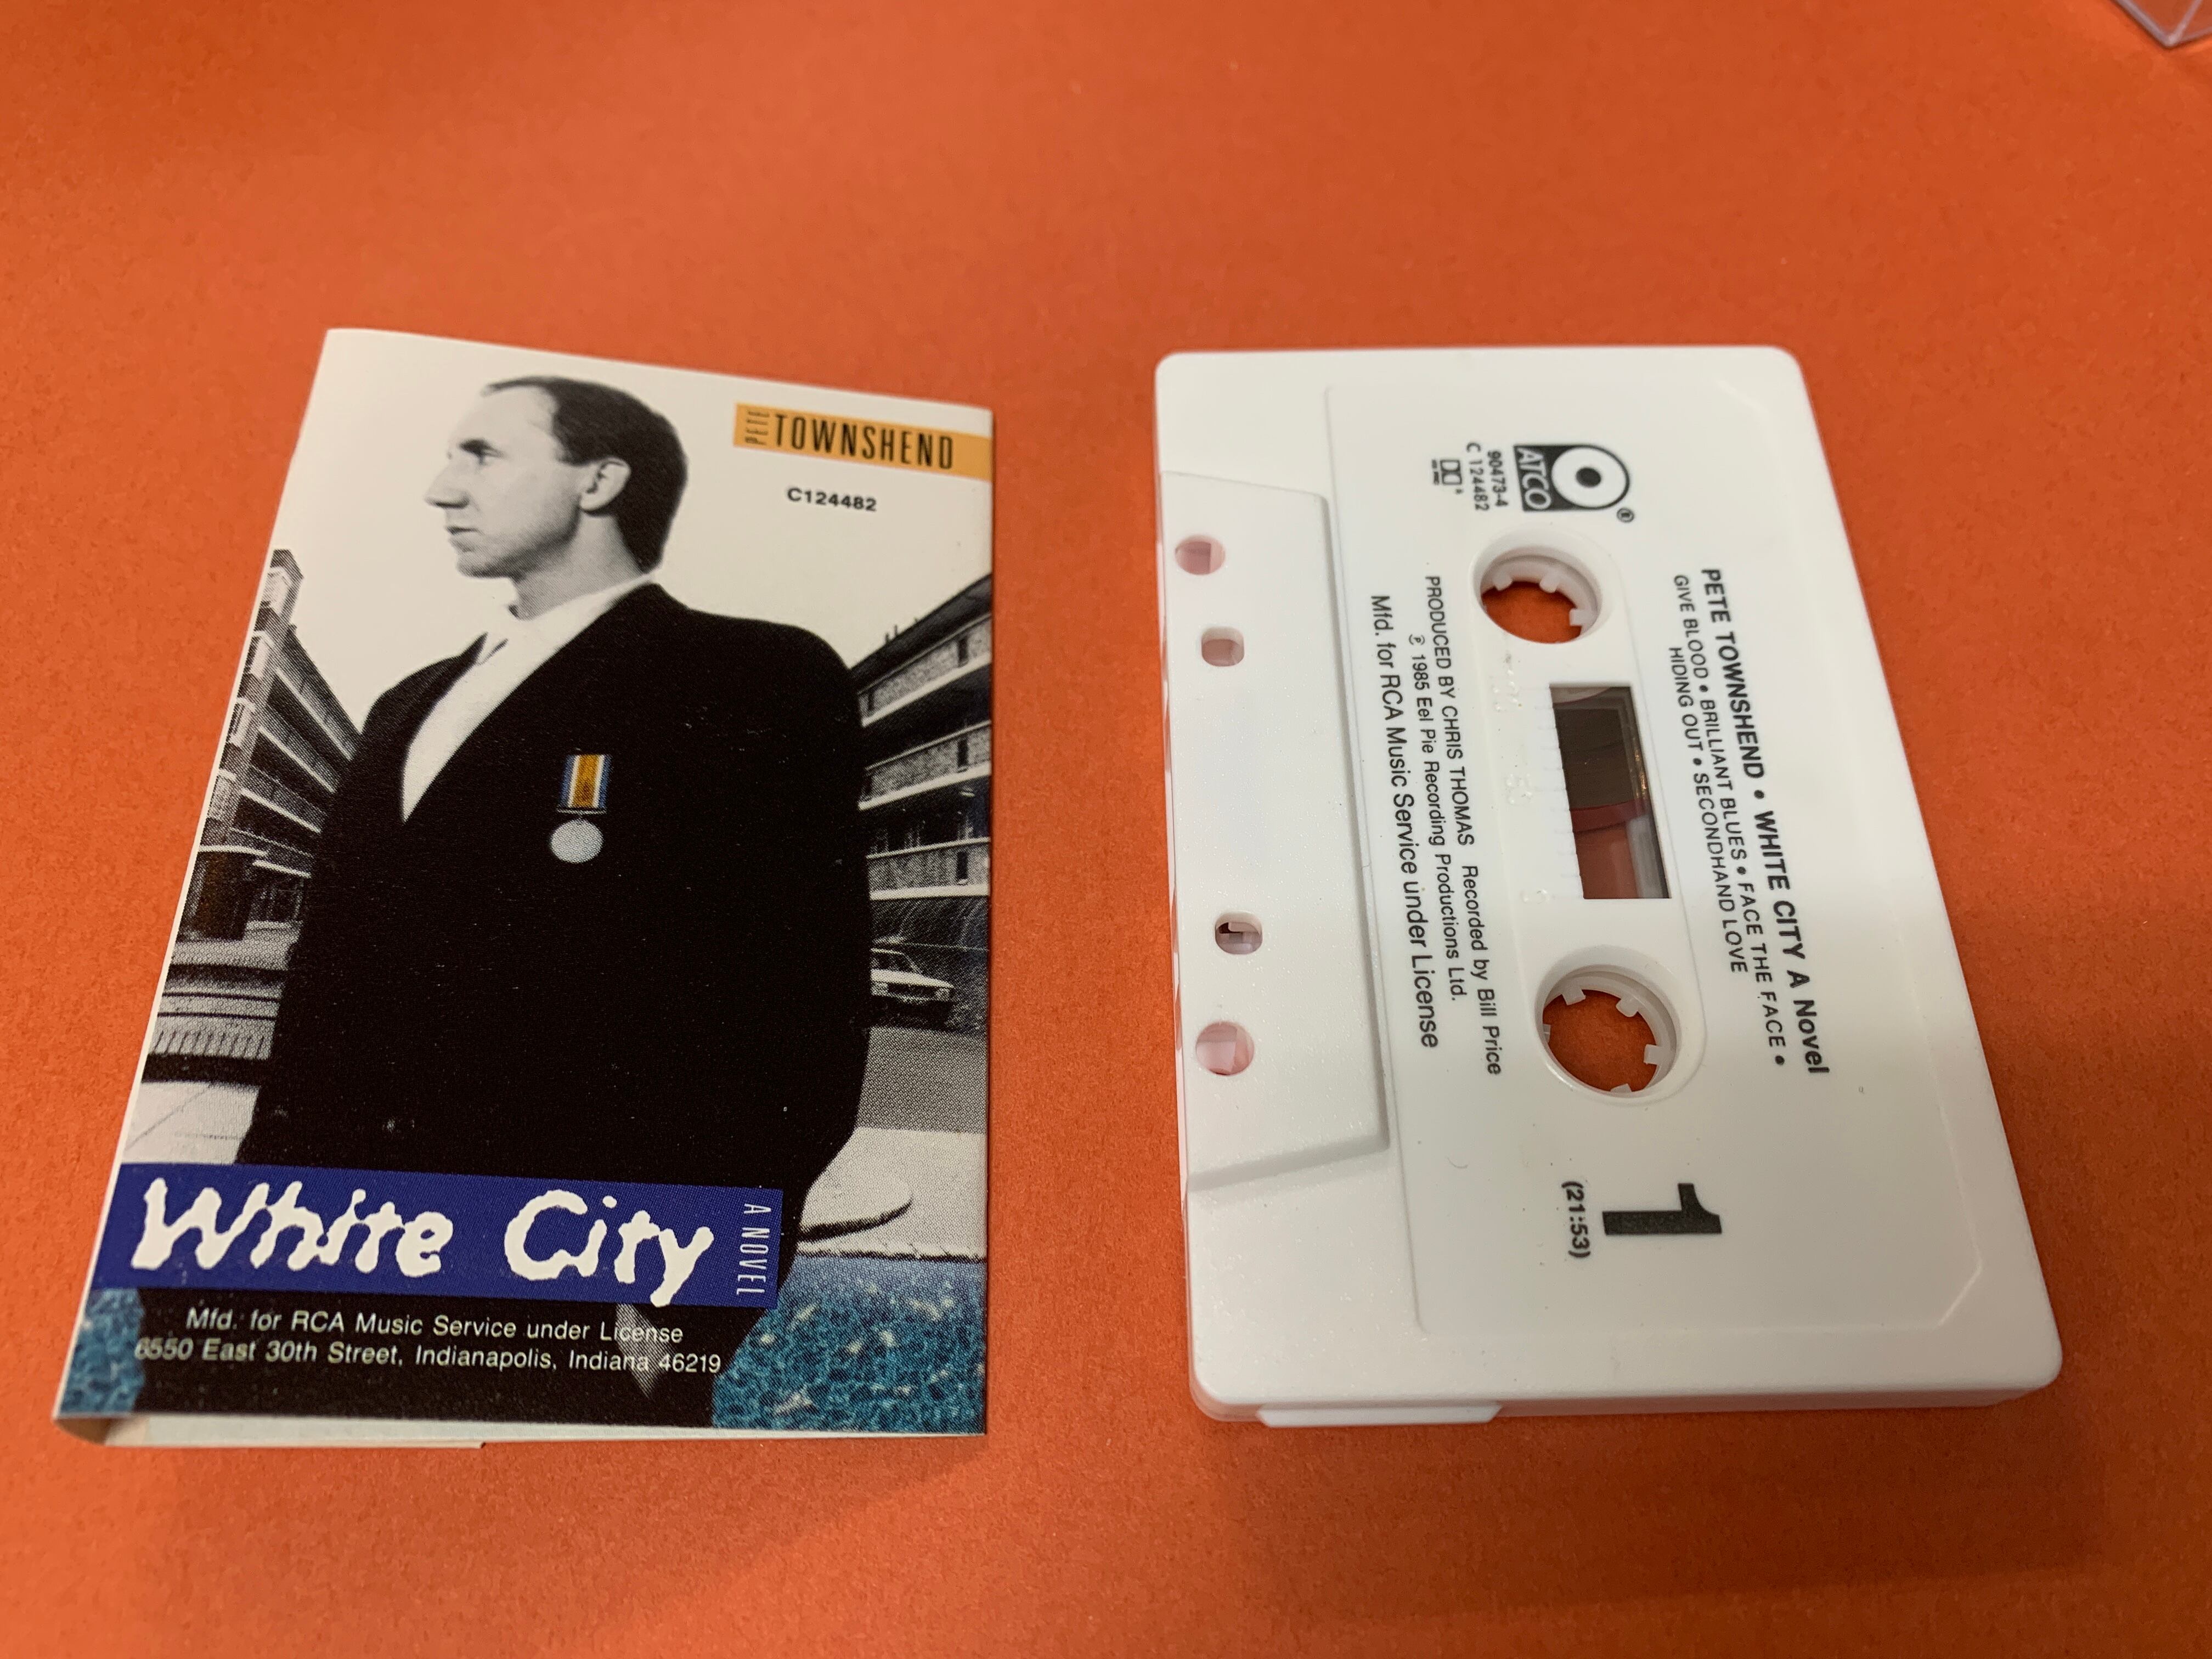 PETE TOWNSHEND
C124482
White City A NOVEL
Mfd. for RCA Music Service under License
6550 East 30th Street, Indianapolis, Indiana 46219
PETE TOWNSHEND • WHITE CITY A Novel
GIVE BLOOD • BRILLIANT BLUES • FACE THE FACE •
HIDING OUT • SECONDHAND LOVE
ATCO ®
90473-4
C 124482
1
(21:53)
PRODUCED BY CHRIS THOMAS Recorded by Bill Price
℗ 1985 Eel Pie Recording Productions Ltd.
Mfd. for RCA Music Service under License